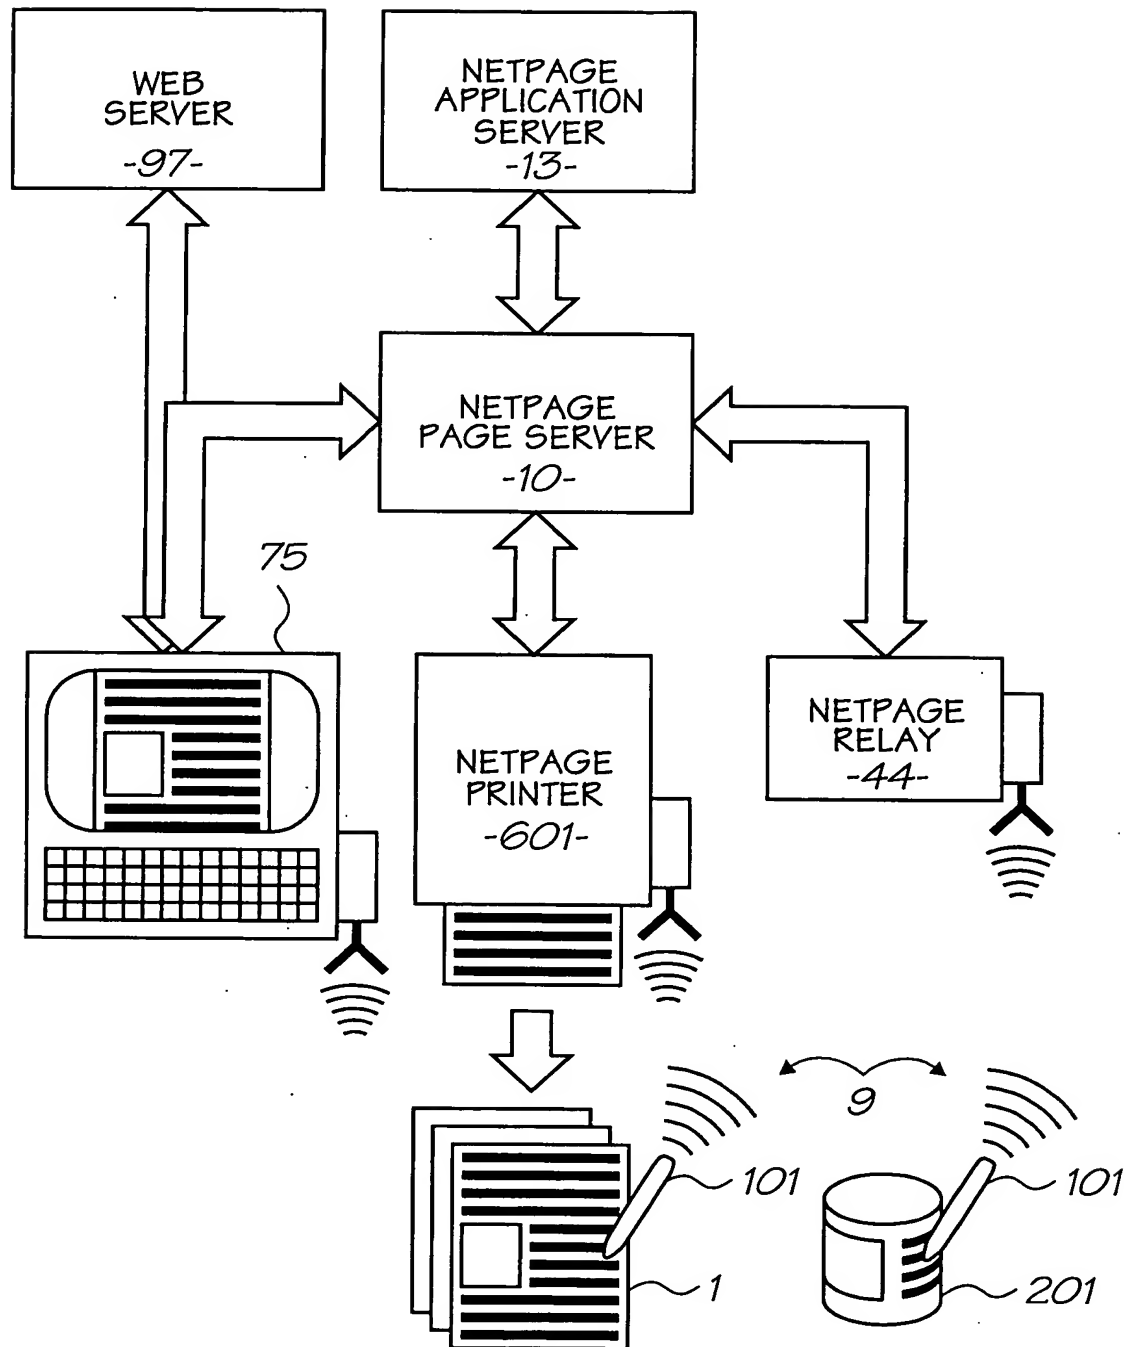 WEB
SERVER
-97-
NETPAGE
APPLICATION
SERVER
-13-
NETPAGE
PAGE SERVER
-10-
75
NETPAGE
PRINTER
-601-
NETPAGE
RELAY
-44-
9
101
101
1
201